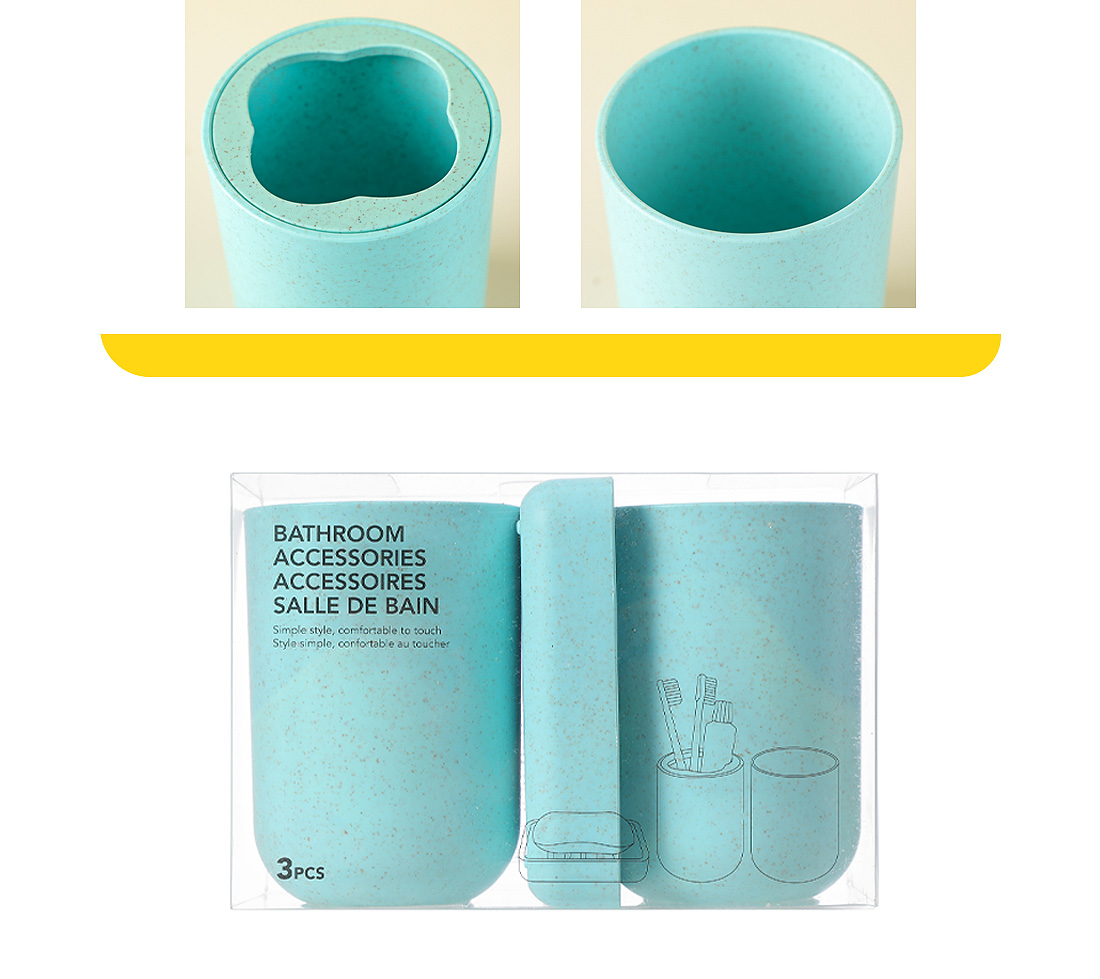 BATHROOM
ACCESSORIES
ACCESSOIRES
SALLE DE BAIN
Simple style, comfortable to touch
Style simple, confortable au toucher
3PCS